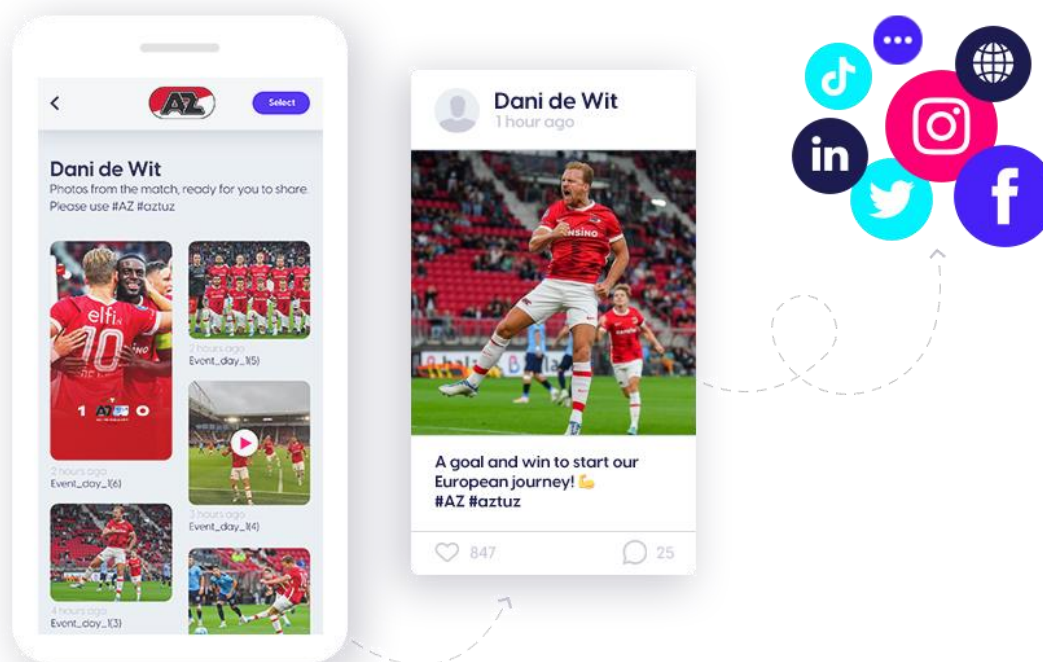 AZ
Select
Dani de Wit
Photos from the match, ready for you to share.
Please use #AZ #aztuz
elfi
10
1 AZ 0
2 hours ago
Event_day_1(6)
4 hours ago
Event_day_1(3)
2 hours ago
Event_day_1(5)
3 hours ago
Event_day_1(4)
Dani de Wit
1 hour ago
A goal and win to start our
European journey! 💪
#AZ #aztuz
847
25
in
f